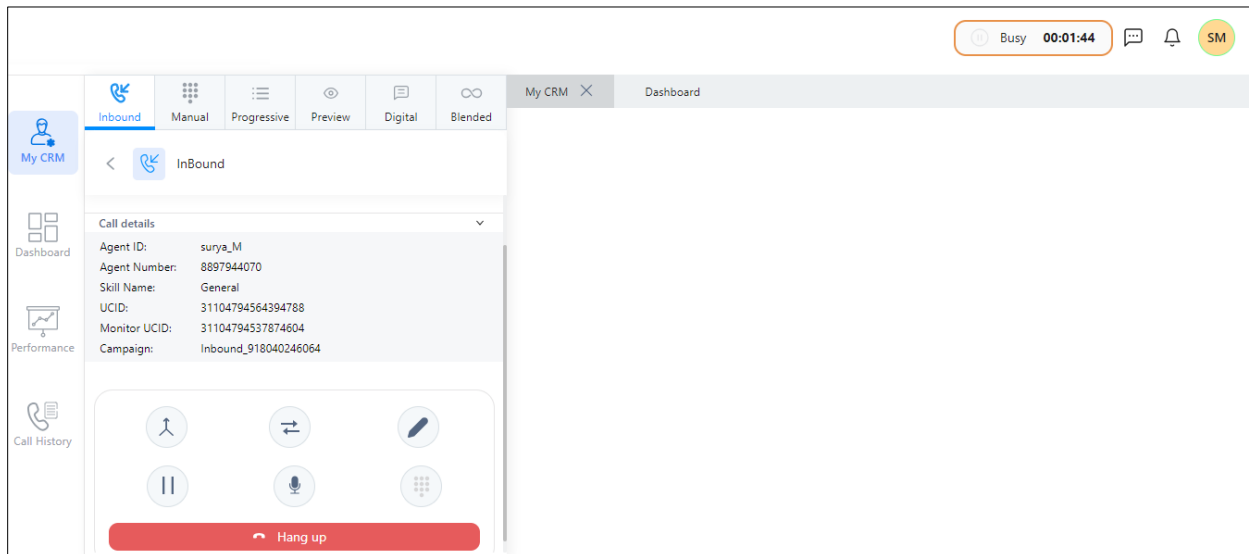 Busy 00:01:44 SM
Inbound Manual Progressive Preview Digital Blended
My CRM Dashboard
My CRM
InBound
Call details
Agent ID: surya_M
Agent Number: 8897944070
Skill Name: General
UCID: 31104794564394788
Monitor UCID: 31104794537874604
Campaign: Inbound_918040246064
Dashboard
Performance
Call History
Hang up